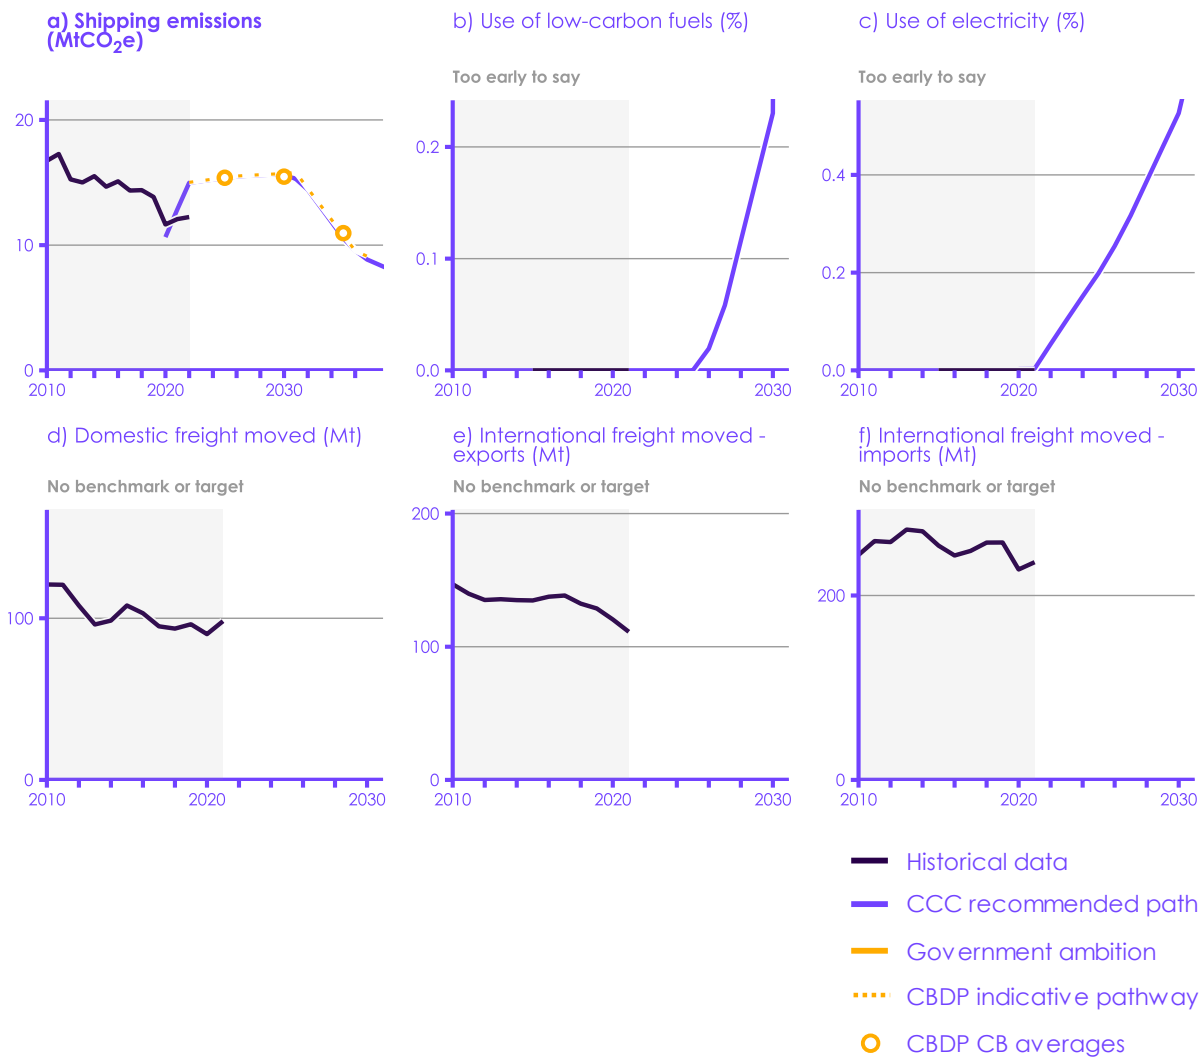 a) Shipping emissions
(MtCO₂e)
b) Use of low-carbon fuels (%)
c) Use of electricity (%)
Too early to say
Too early to say
20
10
0
2010
2020
2030
0.2
0.1
0.0
2010
2020
2030
0.4
0.2
0.0
2010
2020
2030
d) Domestic freight moved (Mt)
e) International freight moved -
exports (Mt)
f) International freight moved -
imports (Mt)
No benchmark or target
No benchmark or target
No benchmark or target
100
0
2010
2020
2030
200
100
0
2010
2020
2030
200
0
2010
2020
2030
Historical data
CCC recommended path
Government ambition
CBDP indicative pathway
CBDP CB averages